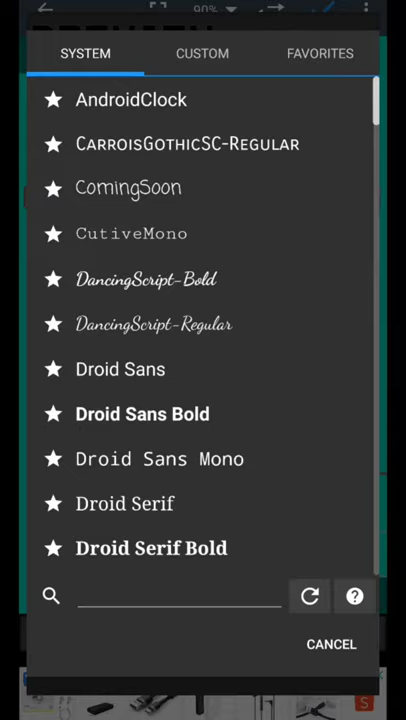 90%
SYSTEM
CUSTOM
FAVORITES
AndroidClock
CarroisGothicSC-Regular
ComingSoon
CutiveMono
DancingScript-Bold
DancingScript-Regular
Droid Sans
Droid Sans Bold
Droid Sans Mono
Droid Serif
Droid Serif Bold
CANCEL